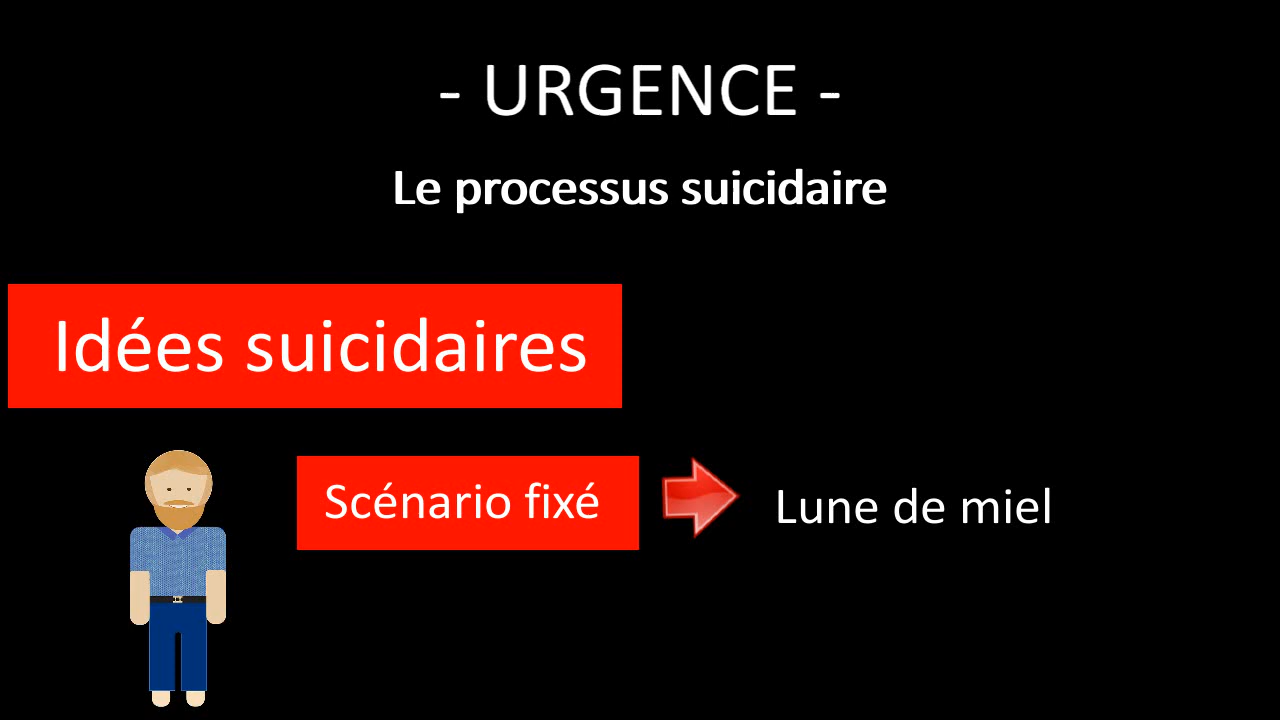 - URGENCE -
Le processus suicidaire
Idées suicidaires
Scénario fixé
Lune de miel